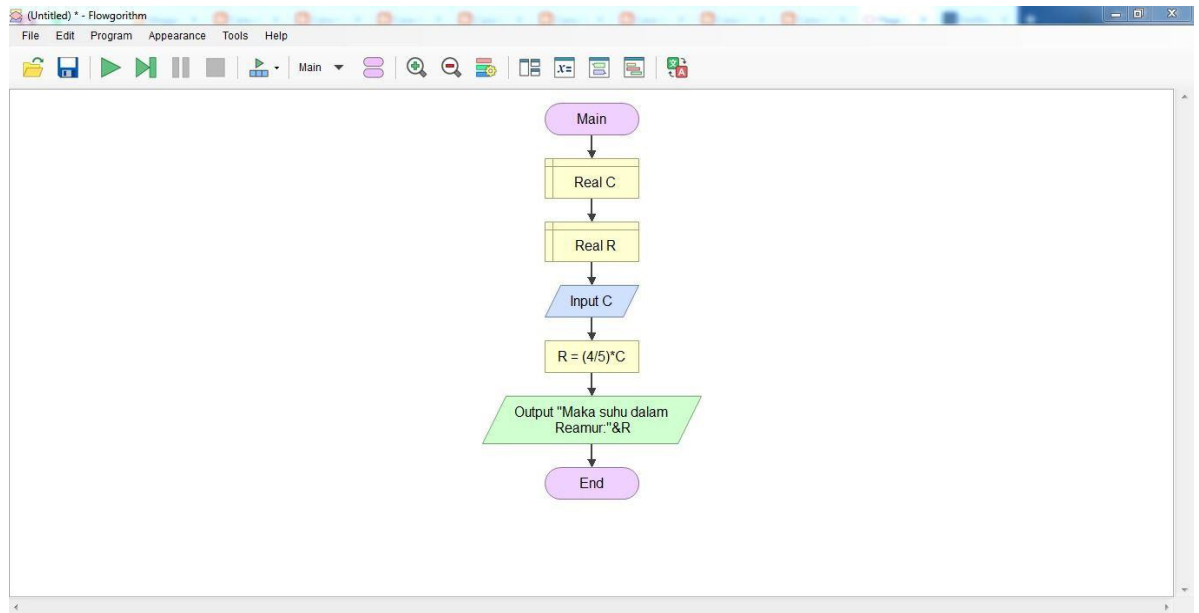 (Untitled) * - Flowgorithm
File Edit Program Appearance Tools Help
Main
x=
Main
Real C
Real R
Input C
R = (4/5)*C
Output "Maka suhu dalam
Reamur:"&R
End